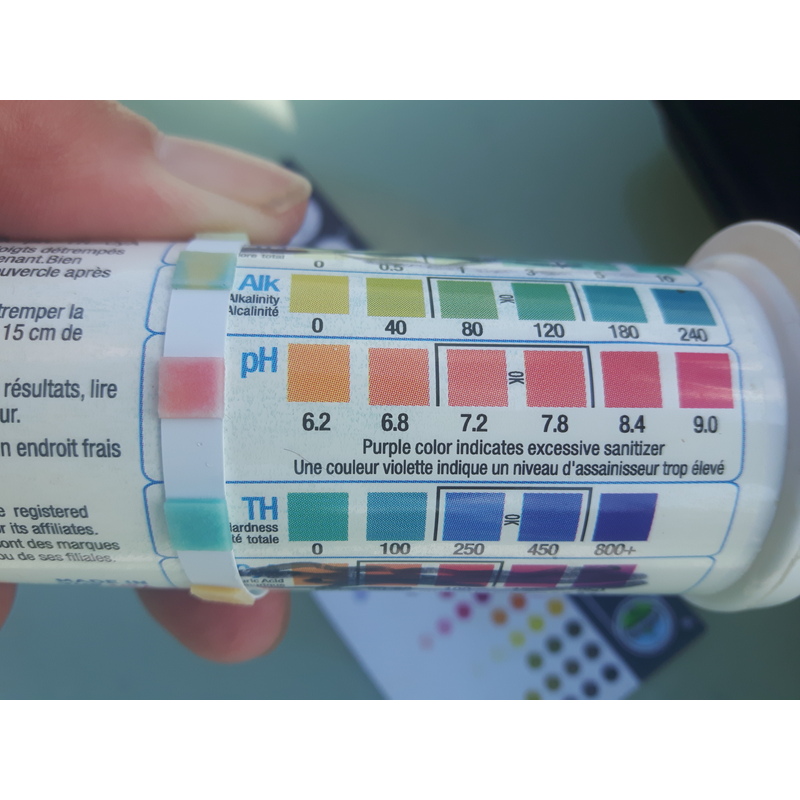 oigts détrempés
enant.Bien
uvercle après
tremper la
15 cm de
résultats, lire
ur.
n endroit frais
e registered
r its affiliates.
ont des marques
ou de ses filiales.
MADE IN
0 0.5 1 3 5 10
Alk
Alkalinity
Alcalinité
OK
0 40 80 120 180 240
pH
OK
6.2 6.8 7.2 7.8 8.4 9.0
Purple color indicates excessive sanitizer
Une couleur violette indique un niveau d'assainisseur trop élevé
TH
ardness
té totale
OK
0 100 250 450 800+